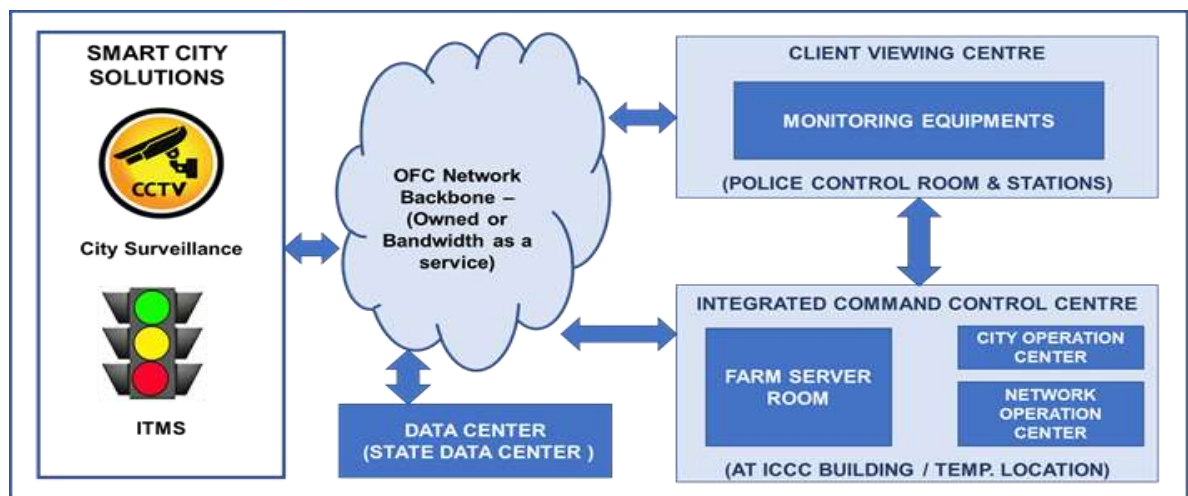 SMART CITY
SOLUTIONS
CCTV
City Surveillance
ITMS
OFC Network
Backbone –
(Owned or
Bandwidth as a
service)
DATA CENTER
(STATE DATA CENTER )
CLIENT VIEWING CENTRE
MONITORING EQUIPMENTS
(POLICE CONTROL ROOM & STATIONS)
INTEGRATED COMMAND CONTROL CENTRE
FARM SERVER
ROOM
CITY OPERATION
CENTER
NETWORK
OPERATION
CENTER
(AT ICCC BUILDING / TEMP. LOCATION)